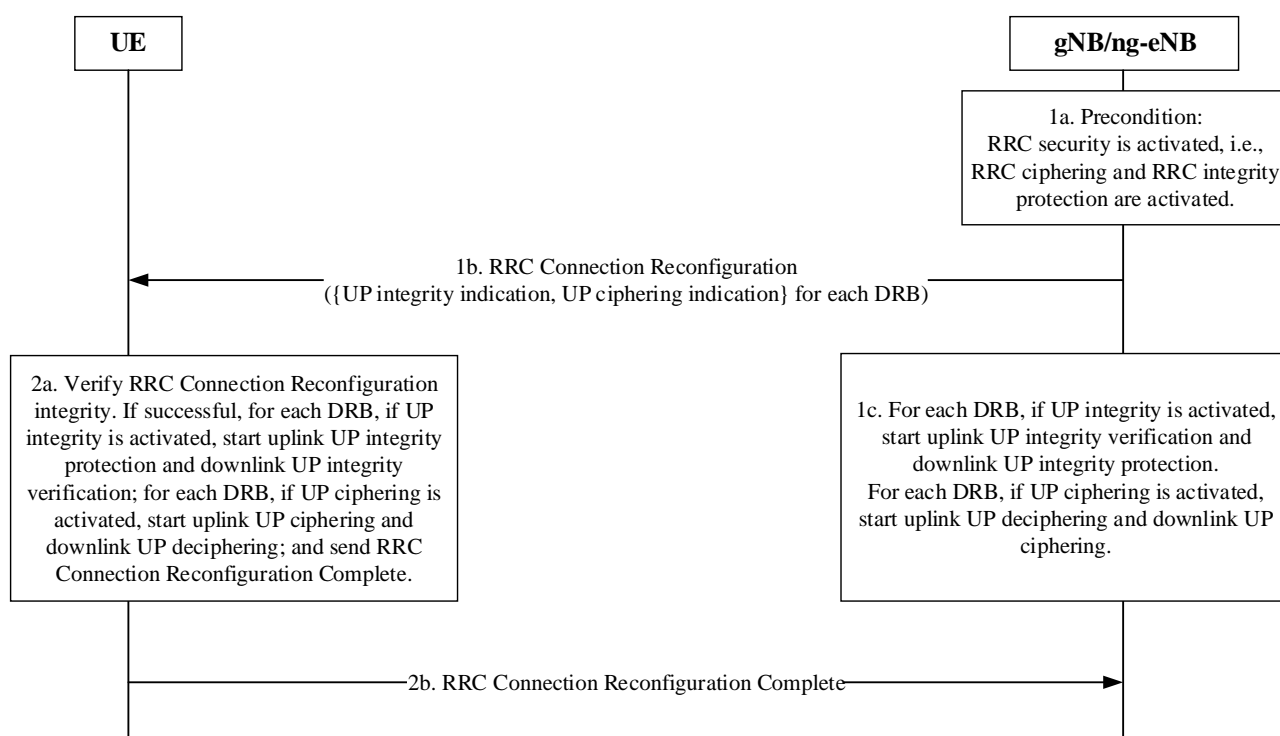 UE
gNB/ng-eNB
1a. Precondition:
RRC security is activated, i.e.,
RRC ciphering and RRC integrity
protection are activated.
1b. RRC Connection Reconfiguration
({UP integrity indication, UP ciphering indication} for each DRB)
2a. Verify RRC Connection Reconfiguration
integrity. If successful, for each DRB, if UP
integrity is activated, start uplink UP integrity
protection and downlink UP integrity
verification; for each DRB, if UP ciphering is
activated, start uplink UP ciphering and
downlink UP deciphering; and send RRC
Connection Reconfiguration Complete.
1c. For each DRB, if UP integrity is activated,
start uplink UP integrity verification and
downlink UP integrity protection.
For each DRB, if UP ciphering is activated,
start uplink UP deciphering and downlink UP
ciphering.
2b. RRC Connection Reconfiguration Complete